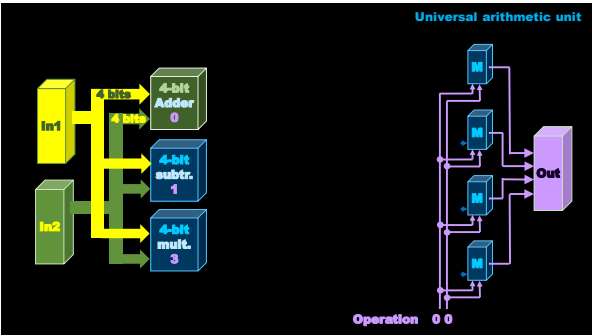 Universal arithmetic unit
4 bits
4-bit
Adder
0
In1
4 bits
4-bit
subtr.
1
In2
4-bit
mult.
3
M
M
M
M
Out
Operation 0 0